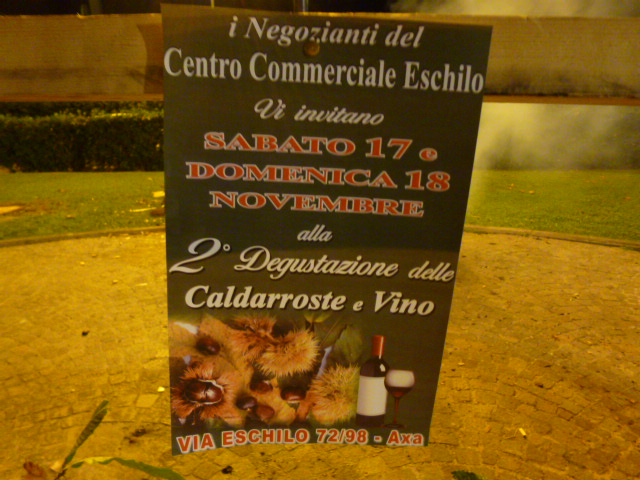 i Negozianti del
Centro Commerciale Eschilo
Vi invitano
SABATO 17 e
DOMENICA 18
NOVEMBRE
alla
2° Degustazione delle
Caldarroste e Vino
VIA ESCHILO 72/98 - Axa